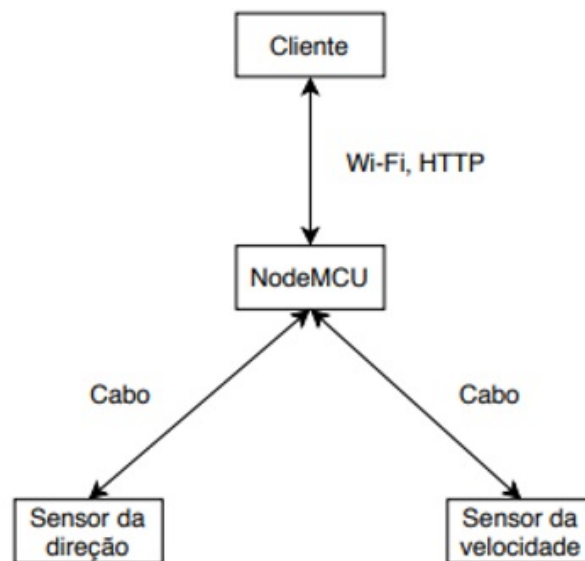 Cliente
Wi-Fi, HTTP
NodeMCU
Cabo
Cabo
Sensor da
direção
Sensor da
velocidade